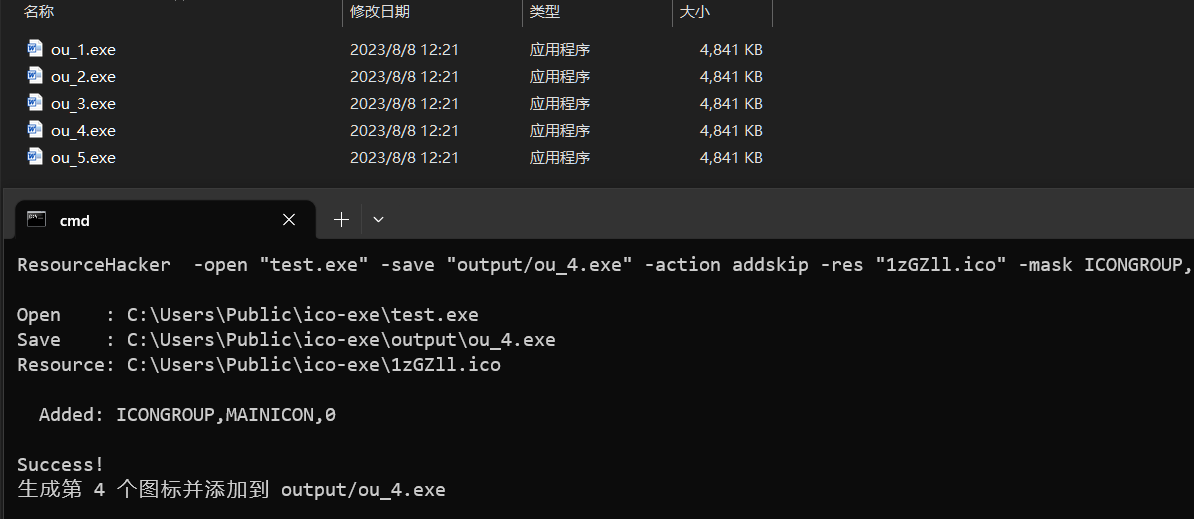 名称 修改日期 类型 大小
ou_1.exe 2023/8/8 12:21 应用程序 4,841 KB
ou_2.exe 2023/8/8 12:21 应用程序 4,841 KB
ou_3.exe 2023/8/8 12:21 应用程序 4,841 KB
ou_4.exe 2023/8/8 12:21 应用程序 4,841 KB
ou_5.exe 2023/8/8 12:21 应用程序 4,841 KB
cmd
ResourceHacker  -open "test.exe" -save "output/ou_4.exe" -action addskip -res "1zGZll.ico" -mask ICONGROUP,
Open    : C:\Users\Public\ico-exe\test.exe
Save    : C:\Users\Public\ico-exe\output\ou_4.exe
Resource: C:\Users\Public\ico-exe\1zGZll.ico
  Added: ICONGROUP,MAINICON,0
Success!
生成第 4 个图标并添加到 output/ou_4.exe